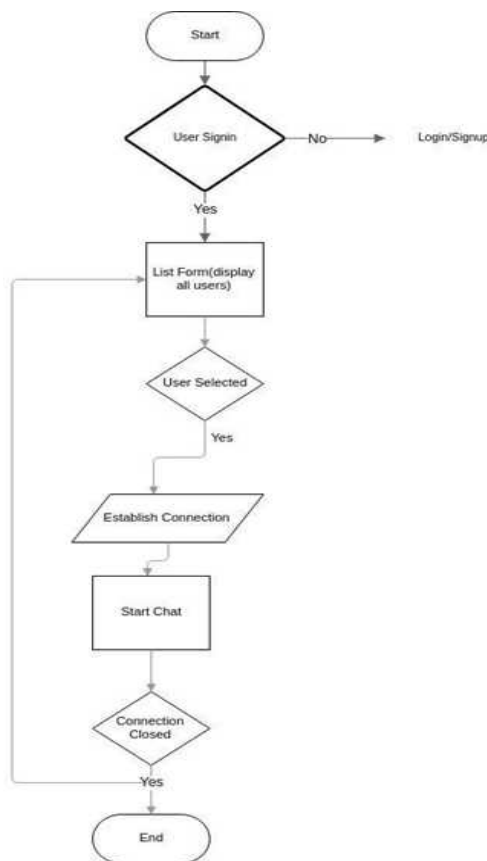 Start
User Signin
No
Login/Signup
Yes
List Form(display
all users)
User Selected
Yes
Establish Connection
Start Chat
Connection
Closed
Yes
End